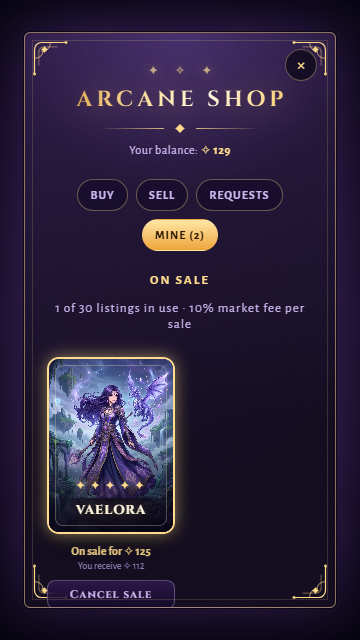 ARCANE SHOP
×
Your balance: ✧ 129
BUY
SELL
REQUESTS
MINE (2)
ON SALE
1 of 30 listings in use · 10% market fee per
sale
VAELORA
On sale for ✧ 125
You receive ✧ 112
CANCEL SALE